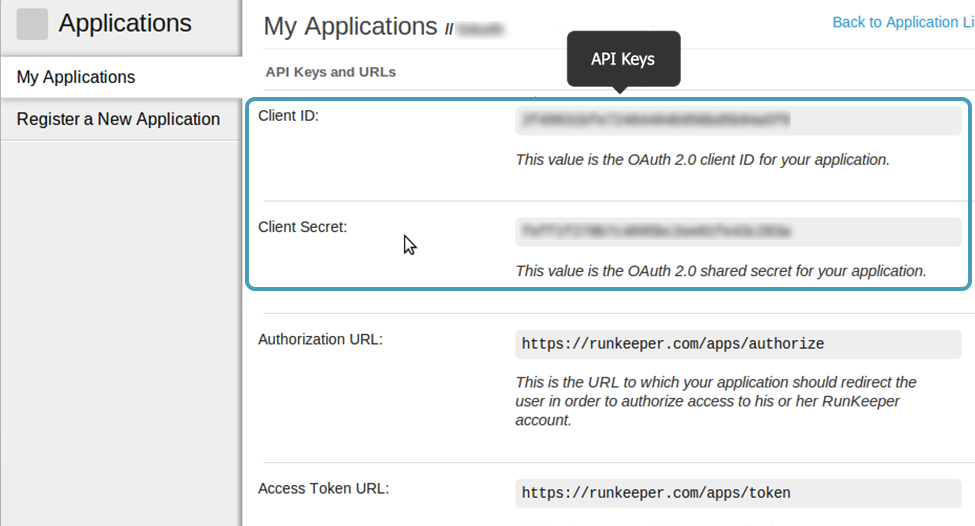 Applications
My Applications
Register a New Application
My Applications //
Back to Application Li
API Keys
API Keys and URLs
Client ID:
This value is the OAuth 2.0 client ID for your application.
Client Secret:
This value is the OAuth 2.0 shared secret for your application.
Authorization URL:
https://runkeeper.com/apps/authorize
This is the URL to which your application should redirect the
user in order to authorize access to his or her RunKeeper
account.
Access Token URL:
https://runkeeper.com/apps/token